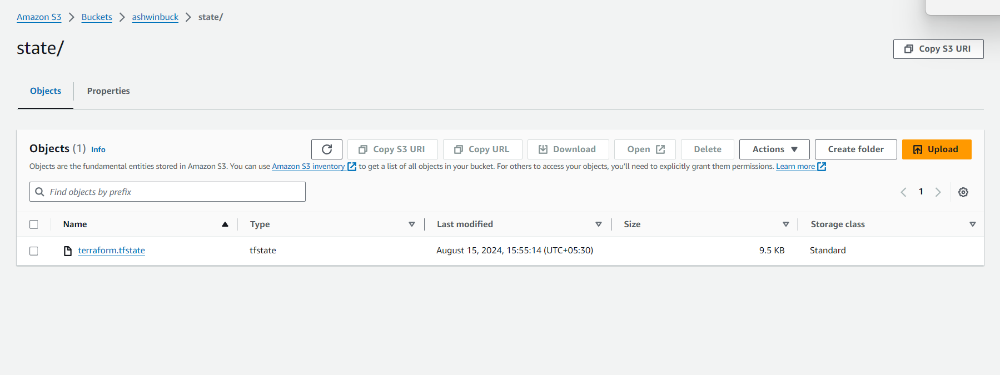 Amazon S3 > Buckets > ashwinbuck > state/
state/
Copy S3 URI
Objects
Properties
Objects (1) Info
Copy S3 URI
Copy URL
Download
Open
Delete
Actions
Create folder
Upload
Objects are the fundamental entities stored in Amazon S3. You can use Amazon S3 inventory to get a list of all objects in your bucket. For others to access your objects, you'll need to explicitly grant them permissions. Learn more
Find objects by prefix
1
Name Type Last modified Size Storage class
terraform.tfstate tfstate August 15, 2024, 15:55:14 (UTC+05:30) 9.5 KB Standard